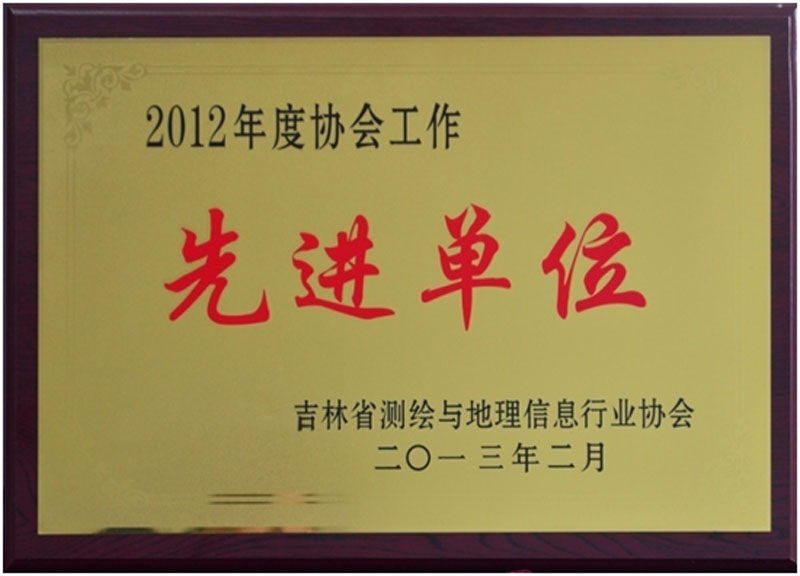 2012年度协会工作
先进单位
吉林省测绘与地理信息行业协会
二〇一三年二月